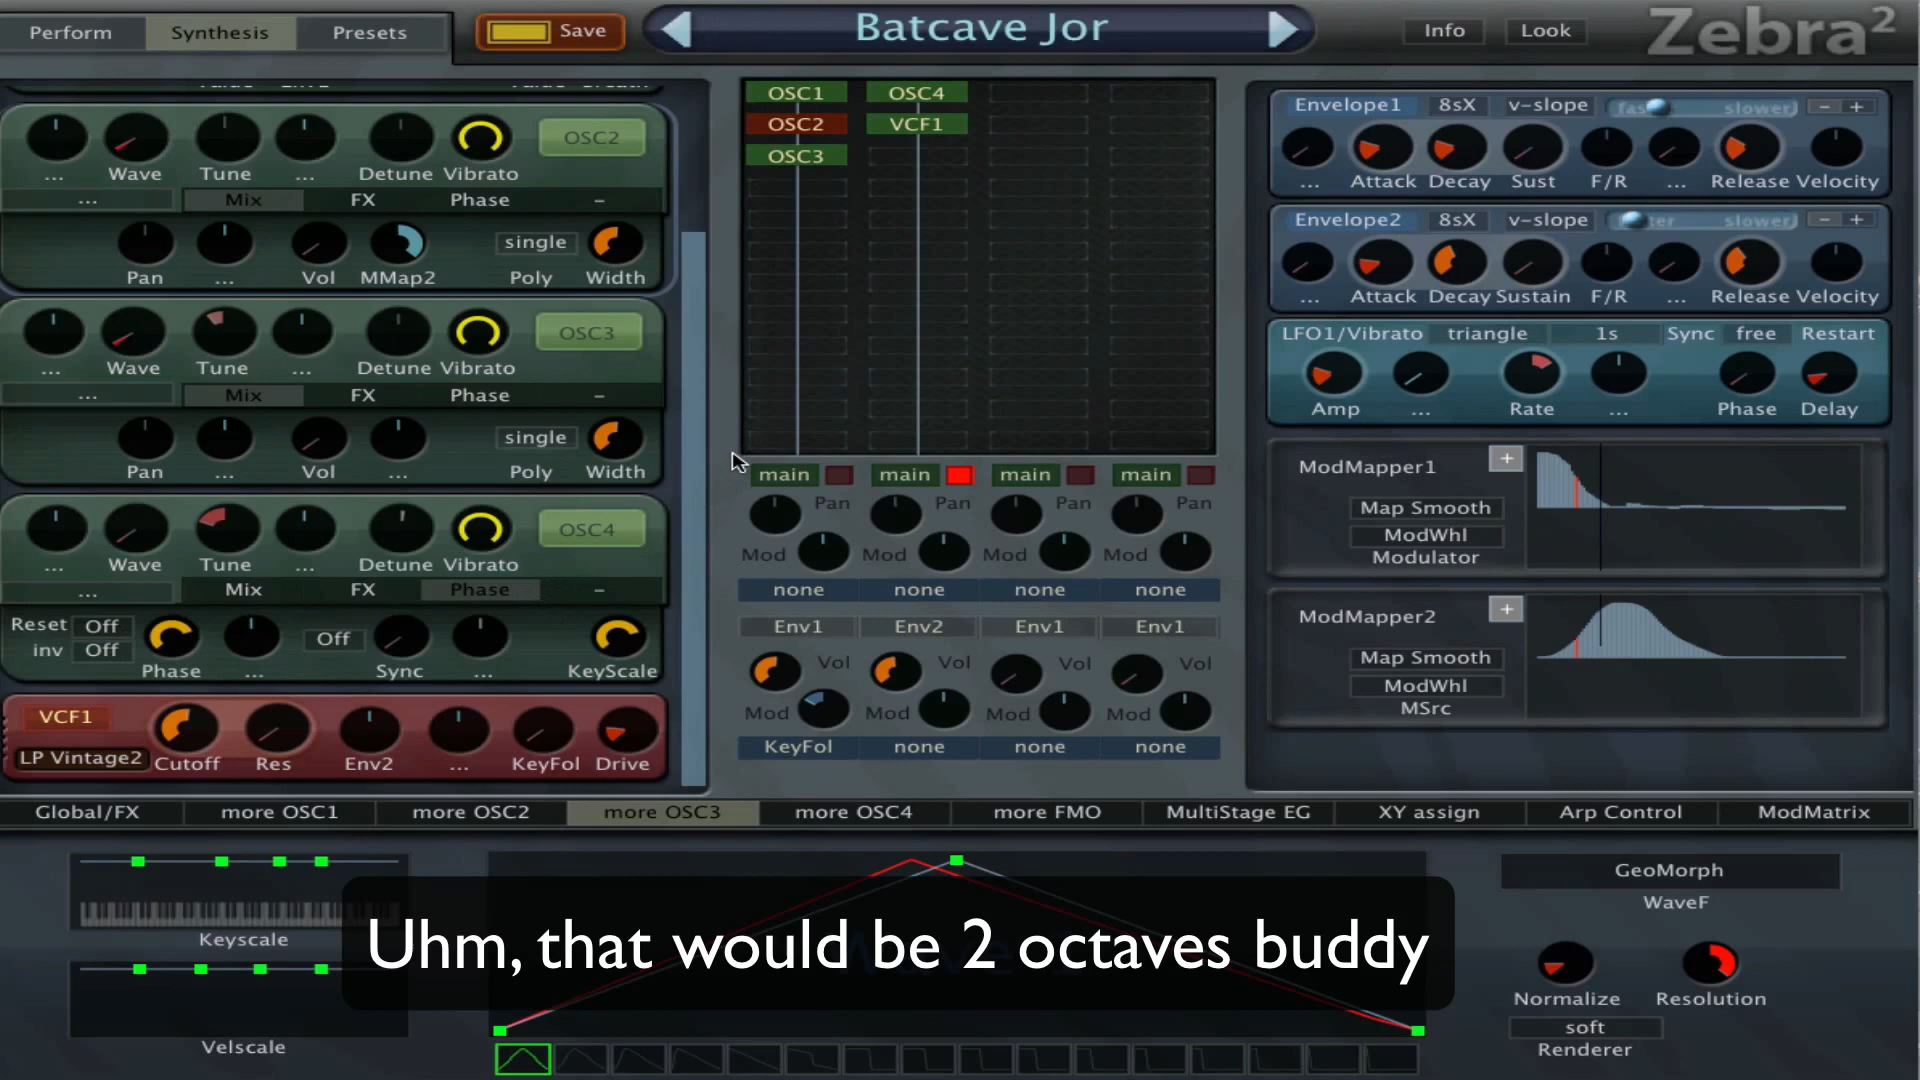 Perform Synthesis Presets Save Batcave Jor Info Look Zebra²
OSC2
... Wave Tune ... Detune Vibrato
... Mix FX Phase –
single
Pan ... Vol MMap2 Poly Width
OSC3
... Wave Tune ... Detune Vibrato
... Mix FX Phase –
single
Pan ... Vol ... Poly Width
OSC4
... Wave Tune ... Detune Vibrato
... Mix FX Phase –
Reset Off
inv Off
Off
Phase ... Sync ... KeyScale
VCF1
LP Vintage2 Cutoff Res Env2 ... KeyFol Drive
OSC1 OSC4
OSC2 VCF1
OSC3
main main main main
Pan Pan Pan Pan
Mod Mod Mod Mod
none none none none
Env1 Env2 Env1 Env1
Vol Vol Vol Vol
Mod Mod Mod Mod
KeyFol none none none
Envelope1 8sX v-slope slower – +
... Attack Decay Sust F/R ... Release Velocity
Envelope2 8sX v-slope slower – +
... Attack Decay Sustain F/R ... Release Velocity
LFO1/Vibrato triangle 1s Sync free Restart
Amp ... Rate ... Phase Delay
ModMapper1 +
Map Smooth
ModWhl
Modulator
ModMapper2 +
Map Smooth
ModWhl
MSrc
Global/FX more OSC1 more OSC2 more OSC3 more OSC4 more FMO MultiStage EG XY assign Arp Control ModMatrix
Keyscale
Velscale
Uhm, that would be 2 octaves buddy
GeoMorph
WaveF
Normalize Resolution
soft
Renderer